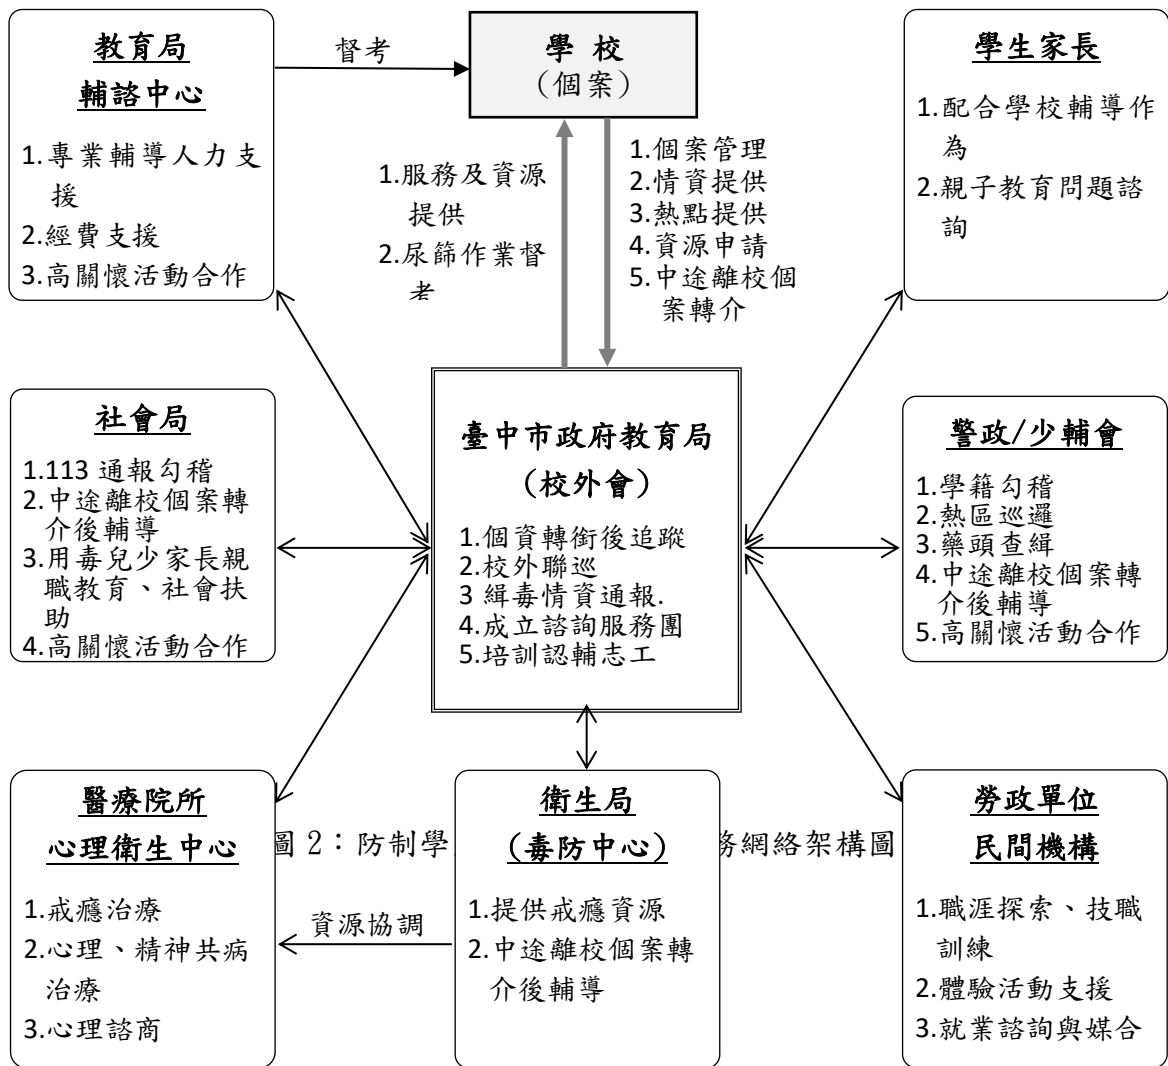 教育局
輔諮中心
1.專業輔導人力支
援
2.經費支援
3.高關懷活動合作
督考
學 校
（個案）
1.服務及資源
提供
2.尿篩作業督
1.個案管理
2.情資提供
3.熱點提供
4.資源申請
5.中途離校個
案轉介
學生家長
1.配合學校輔導作
為
2.親子教育問題諮
詢
社會局
1.113 通報勾稽
2.中途離校個案轉
介後輔導
3.用毒兒少家長親
職教育、社會扶
助
4.高關懷活動合作
臺中市政府教育局
（校外會）
1.個資轉銜後追蹤
2.校外聯巡
3 緝毒情資通報.
4.成立諮詢服務團
5.培訓認輔志工
警政/少輔會
1.學籍勾稽
2.熱區巡邏
3.藥頭查緝
4.中途離校個案轉
介後輔導
5.高關懷活動合作
醫療院所
心理衛生中心
1.戒癮治療
2.心理、精神共病
治療
3.心理諮商
圖 2：防制學
務網絡架構圖
資源協調
衛生局
（毒防中心）
1.提供戒癮資源
2.中途離校個案轉
介後輔導
勞政單位
民間機構
1.職涯探索、技職
訓練
2.體驗活動支援
3.就業諮詢與媒合